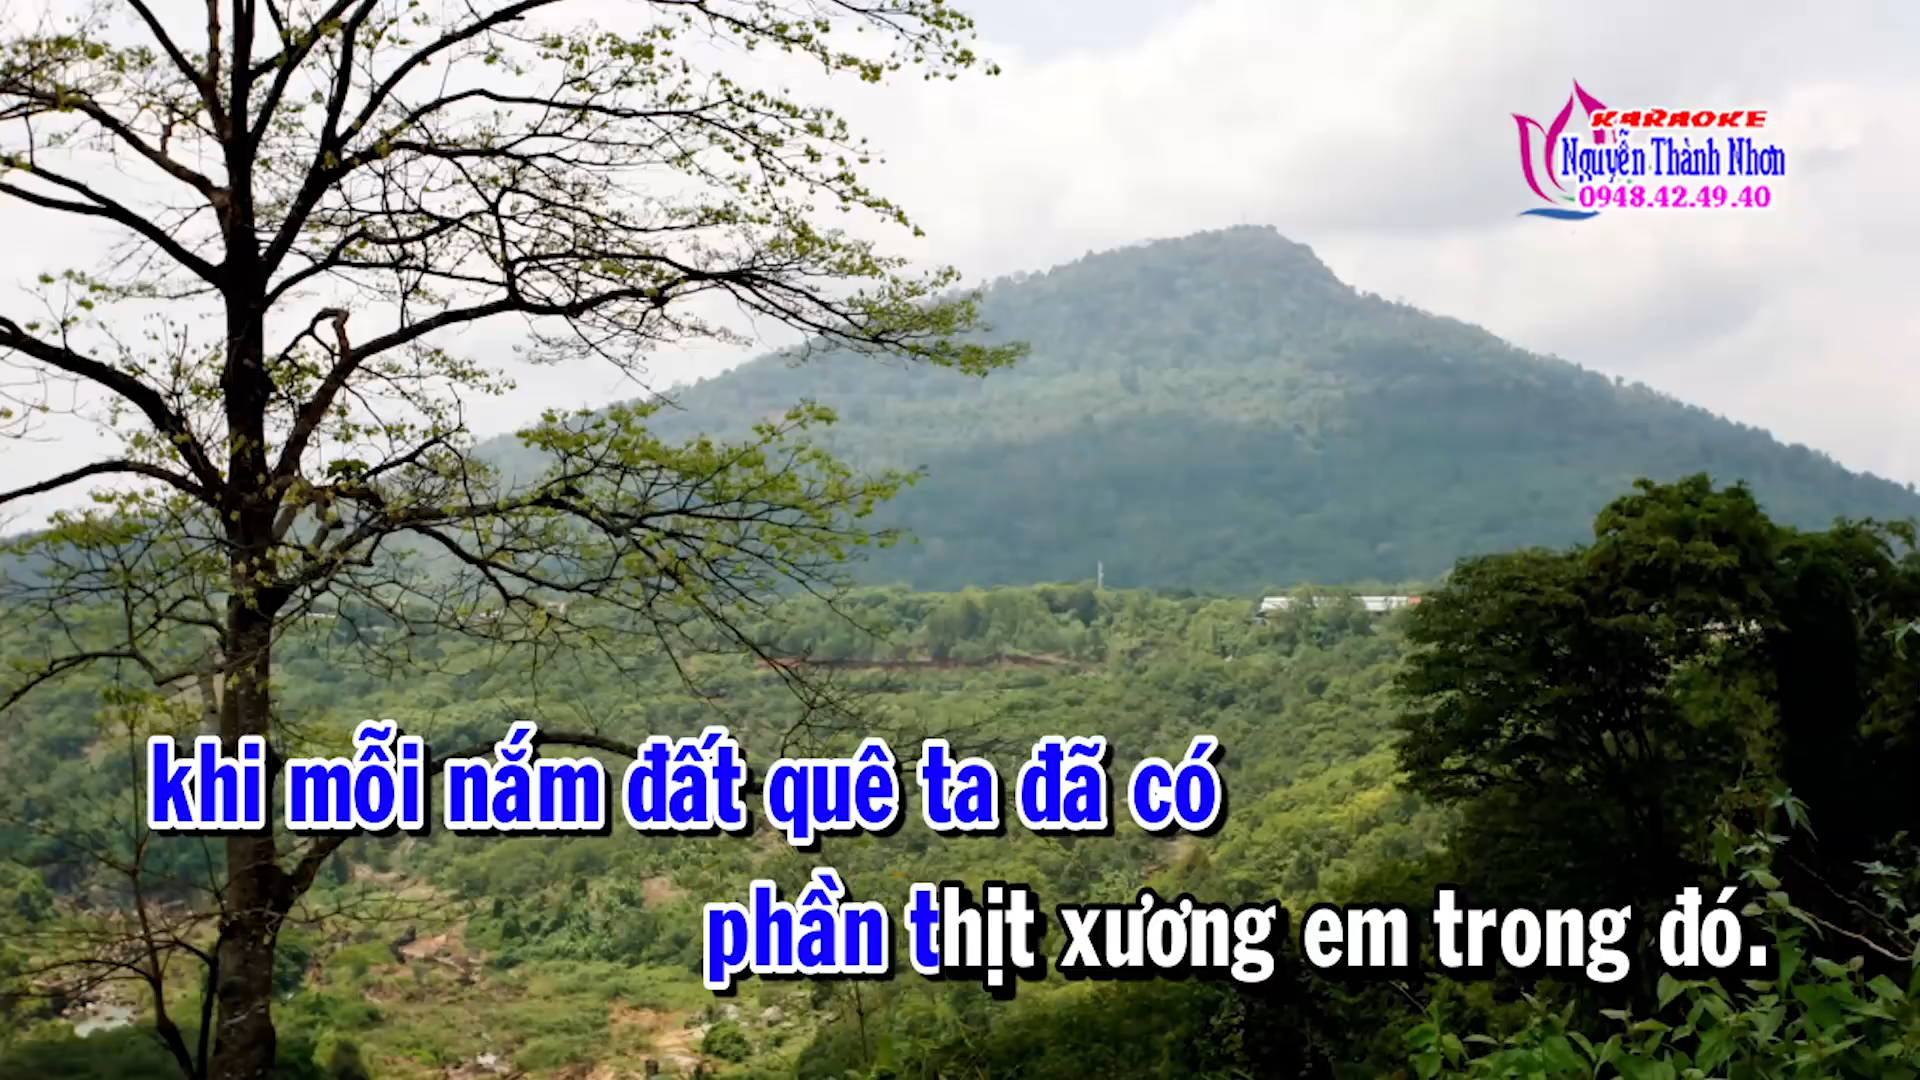 KARAOKE
Nguyễn Thành Nhơn
0948.42.49.40
khi mỗi nắm đất quê ta đã có
phần thịt xương em trong đó.